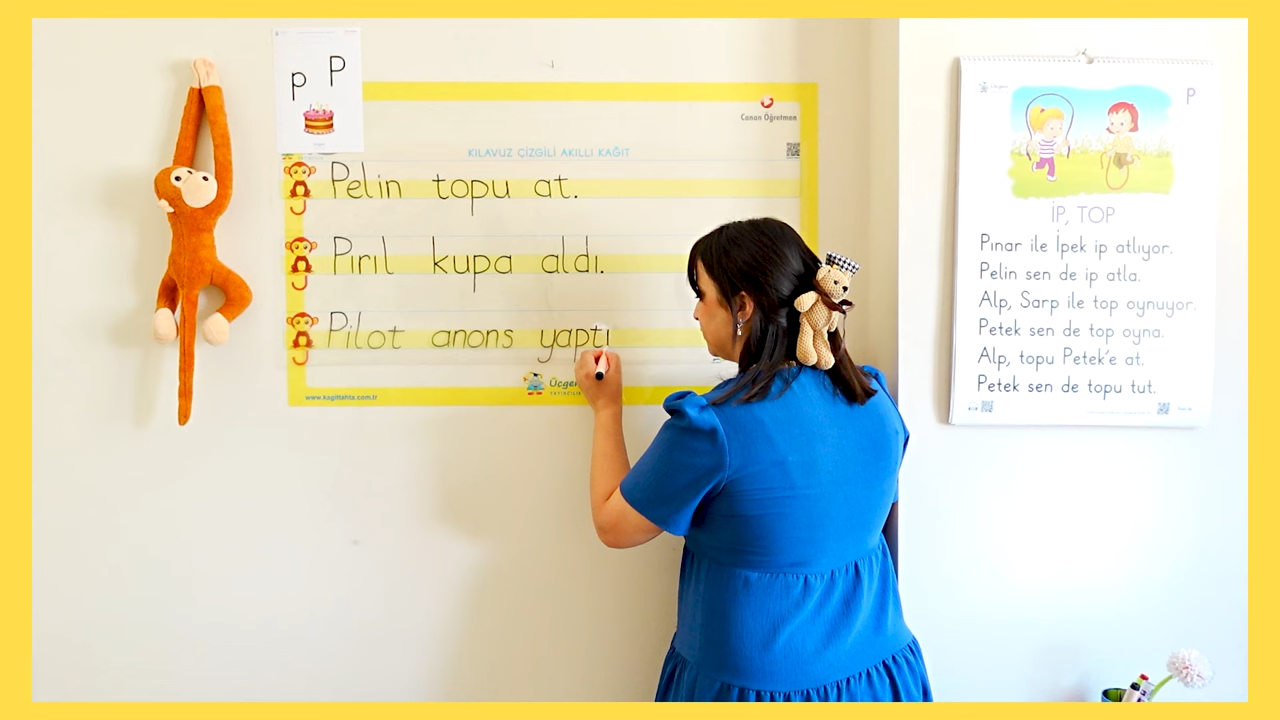 p P
Canan Öğretmen
KILAVUZ ÇİZGİLİ AKILLI KAĞIT
Pelin topu at.
Pırıl kupa aldı.
Pilot anons yaptı
www.kagittahta.com.tr
P
İP, TOP
Pınar ile İpek ip atlıyor.
Pelin sen de ip atla.
Alp, Sarp ile top oynuyor.
Petek sen de top oyna.
Alp, topu Petek'e at.
Petek sen de topu tut.